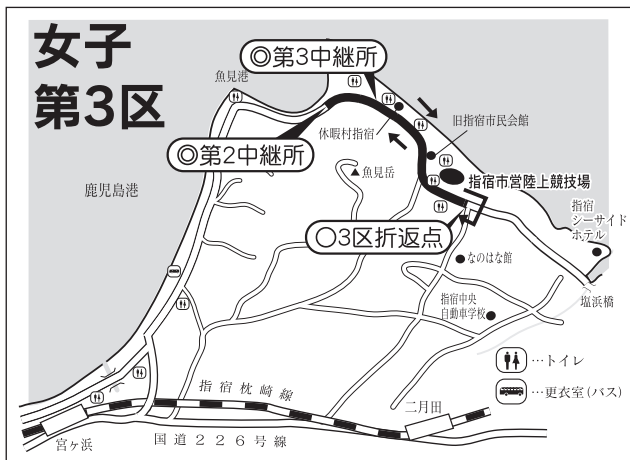 女子
第3区
◎第3中継所
魚見港
旧指宿市民会館
休暇村指宿
◎第2中継所
魚見岳
指宿市営陸上競技場
鹿児島港
指宿
シーサイド
ホテル
○3区折返点
なのはな館
塩浜橋
指宿中央
自動車学校
…トイレ
…更衣室(バス)
指宿枕崎線
二月田
宮ヶ浜
国道226号線